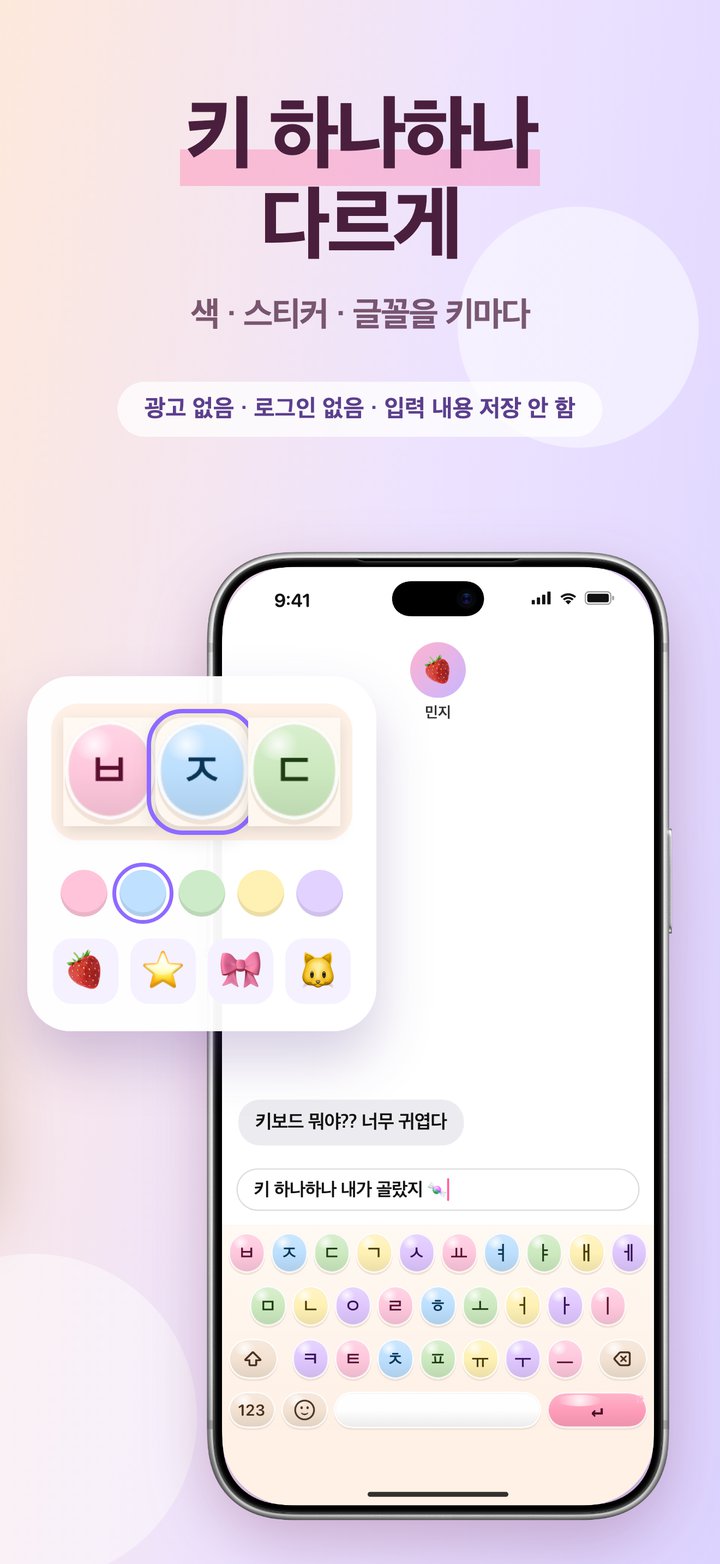 키 하나하나
다르게
색 · 스티커 · 글꼴을 키마다
광고 없음 · 로그인 없음 · 입력 내용 저장 안 함
9:41
민지
ㅂ ㅈ ㄷ
키보드 뭐야?? 너무 귀엽다
키 하나하나 내가 골랐지 🍬
ㅂ ㅈ ㄷ ㄱ ㅅ ㅛ ㅕ ㅑ ㅐ ㅔ
ㅁ ㄴ ㅇ ㄹ ㅎ ㅗ ㅓ ㅏ ㅣ
ㅋ ㅌ ㅊ ㅍ ㅠ ㅜ ㅡ
123